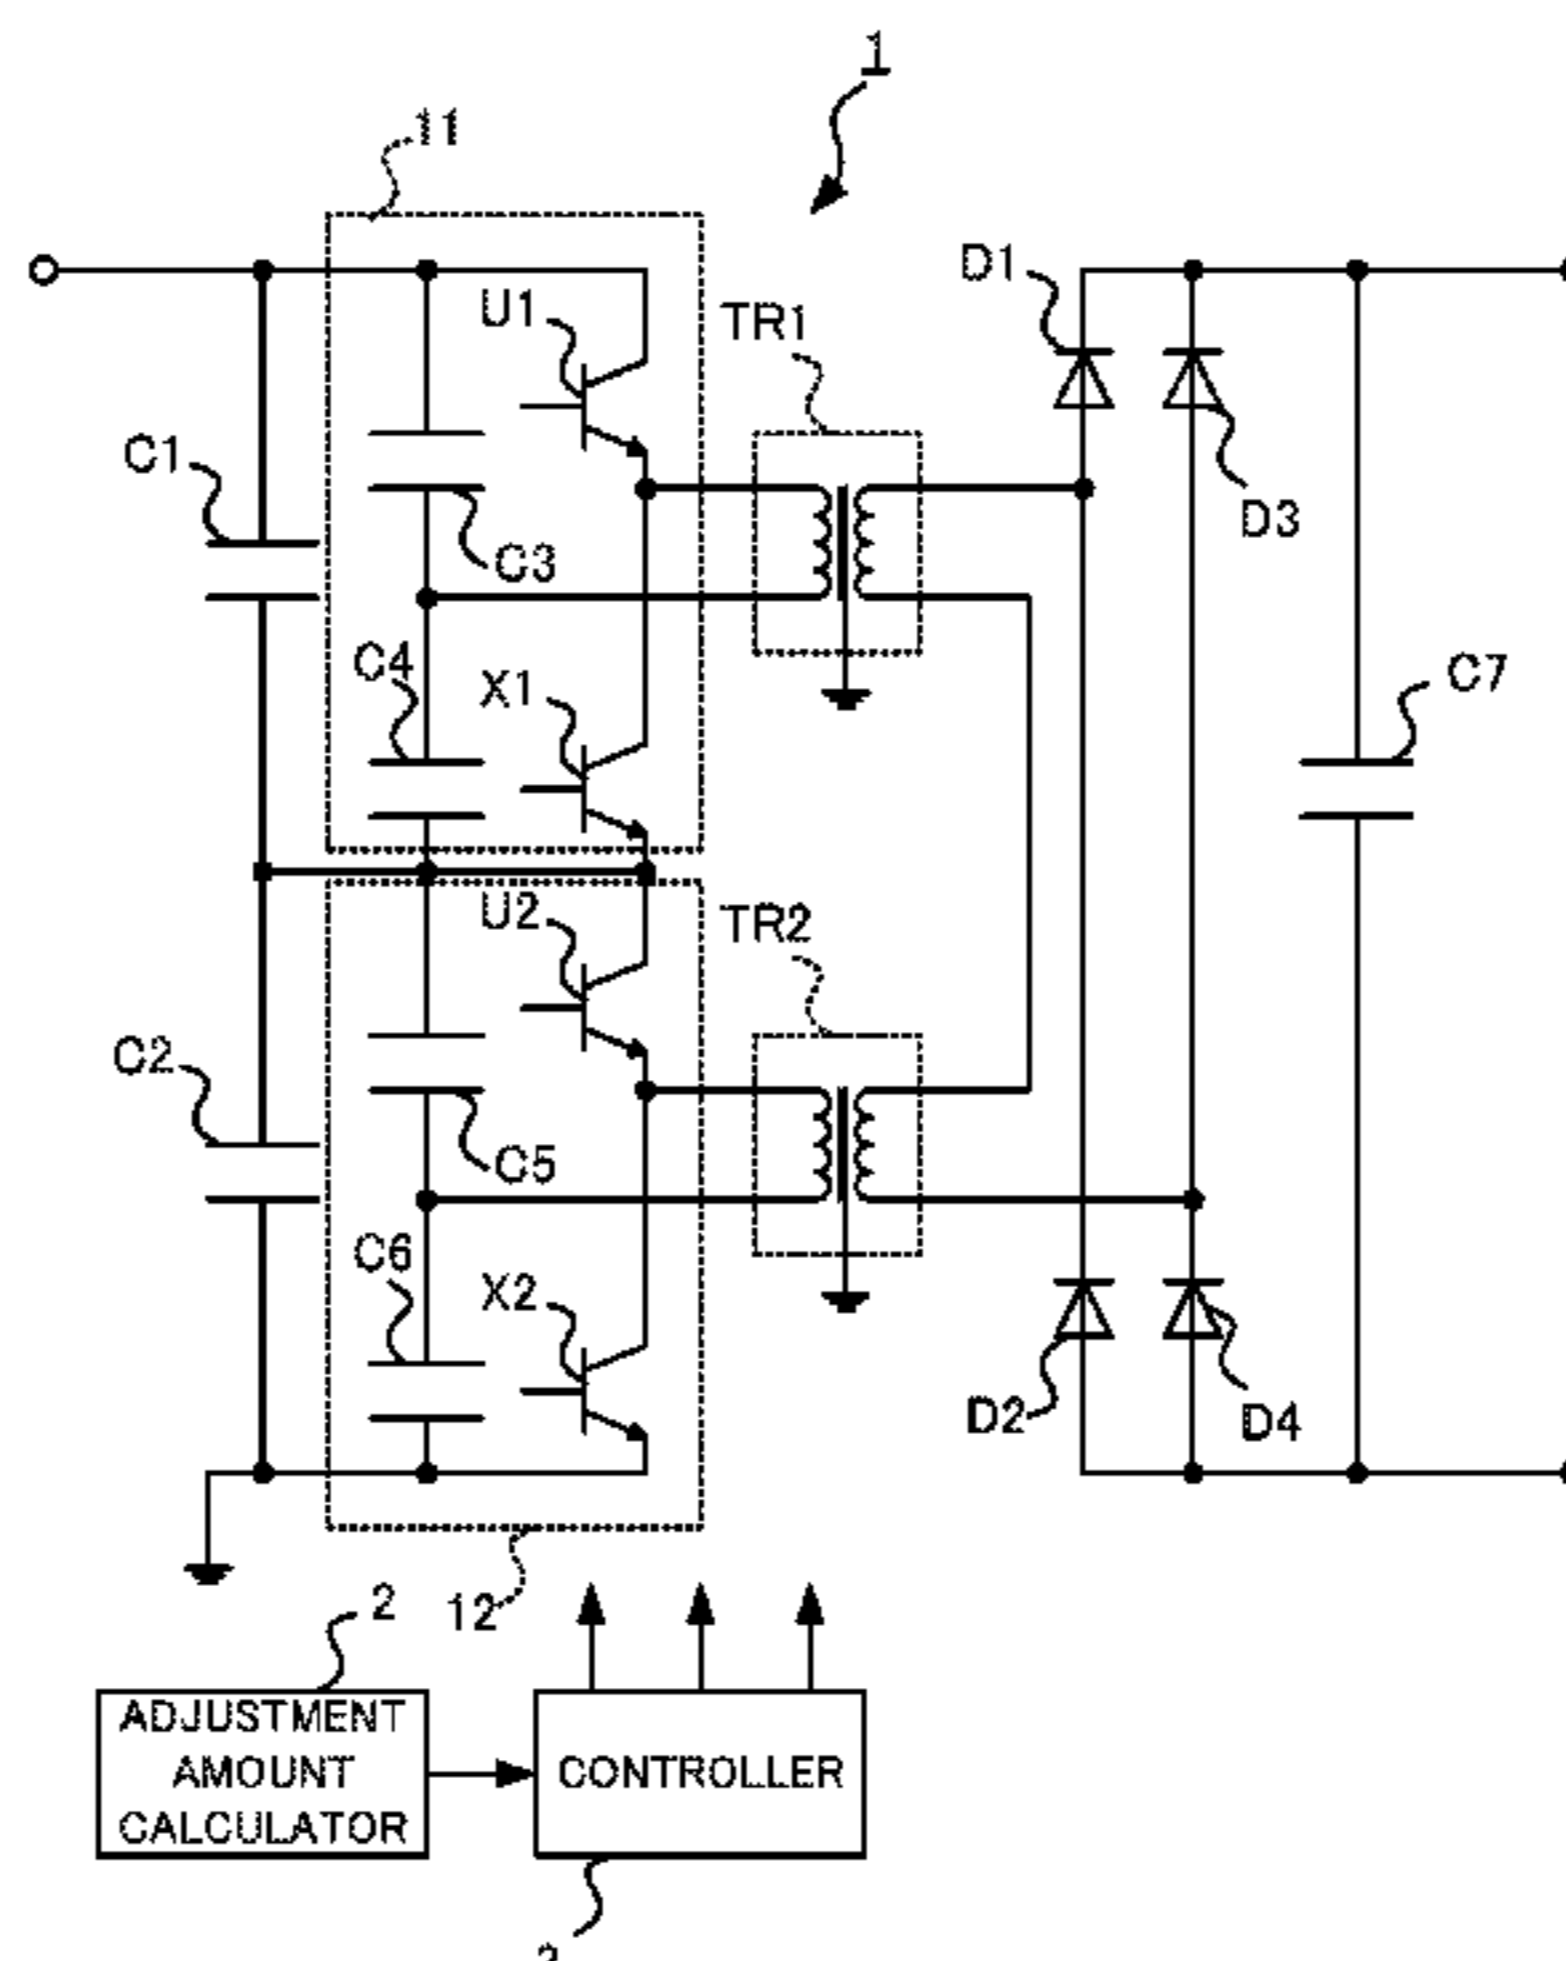 1
11
D1
U1
TR1
C1
D3
C3
C4
X1
C7
U2
TR2
C2
C5
C6
X2
D2
D4
2
12
ADJUSTMENT
AMOUNT
CALCULATOR
CONTROLLER